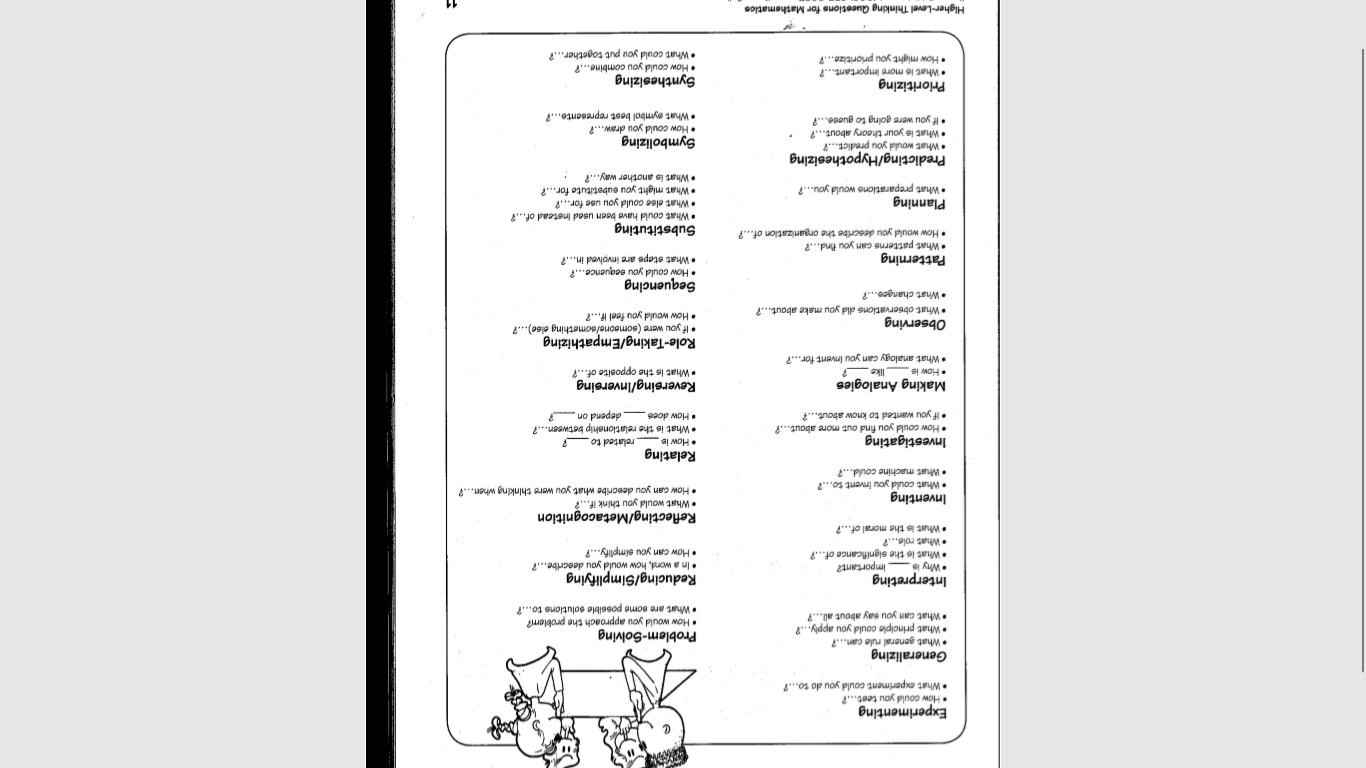 Experimenting
• How could you test...?
• What experiment could you do to...?
Generalizing
• What general rule can...?
• What principle could you apply...?
• What can you say about all...?
Interpreting
• Why is ____ important?
• What is the significance of...?
• What role...?
• What is the moral of...?
Inventing
• What could you invent to...?
• What machine could...?
Investigating
• How could you find out more about...?
• If you wanted to know about...?
Making Analogies
• How is ____ like ____?
• What analogy can you invent for...?
Observing
• What observations did you make about...?
• What changes...?
Patterning
• What patterns can you find...?
• How would you describe the organization of...?
Planning
• What preparations would you...?
Predicting/Hypothesizing
• What would you predict...?
• What is your theory about...?
• If you were going to guess...?
Prioritizing
• What is more important...?
• How might you prioritize...?
Problem-Solving
• How would you approach the problem?
• What are some possible solutions to...?
Reducing/Simplifying
• In a word, how would you describe...?
• How can you simplify...?
Reflecting/Metacognition
• What would you think if...?
• How can you describe what you were thinking when...?
Relating
• How is ____ related to ____?
• What is the relationship between...?
• How does ____ depend on ____?
Reversing/Inversing
• What is the opposite of...?
Role-Taking/Empathizing
• If you were (someone/something else)...?
• How would you feel if...?
Sequencing
• How could you sequence...?
• What steps are involved in...?
Substituting
• What could have been used instead of...?
• What else could you use for...?
• What might you substitute for...?
• What is another way...?
Symbolizing
• How could you draw...?
• What symbol best represents...?
Synthesizing
• How could you combine...?
• What could you put together...?
Higher-Level Thinking Questions for Mathematics
11